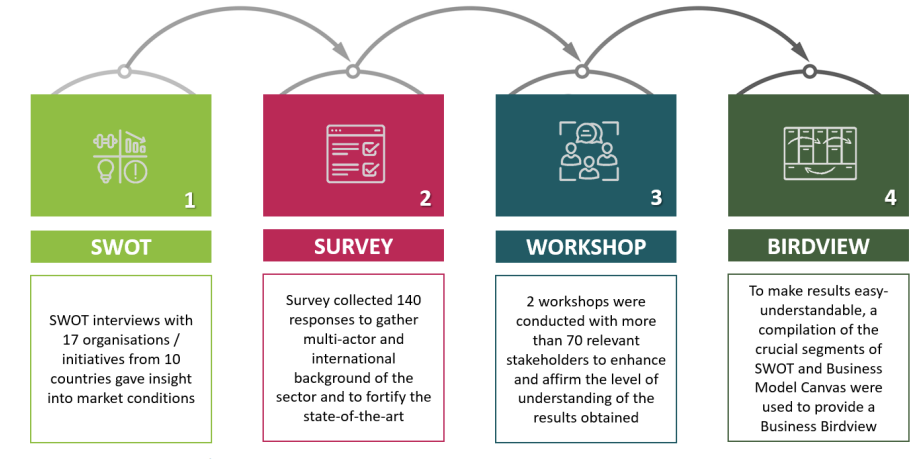 1
SWOT
SWOT interviews with
17 organisations /
initiatives from 10
countries gave insight
into market conditions
2
SURVEY
Survey collected 140
responses to gather
multi-actor and
international
background of the
sector and to fortify the
state-of-the-art
3
WORKSHOP
2 workshops were
conducted with more
than 70 relevant
stakeholders to enhance
and affirm the level of
understanding of the
results obtained
4
BIRDVIEW
To make results easy-
understandable, a
compilation of the
crucial segments of
SWOT and Business
Model Canvas were
used to provide a
Business Birdview